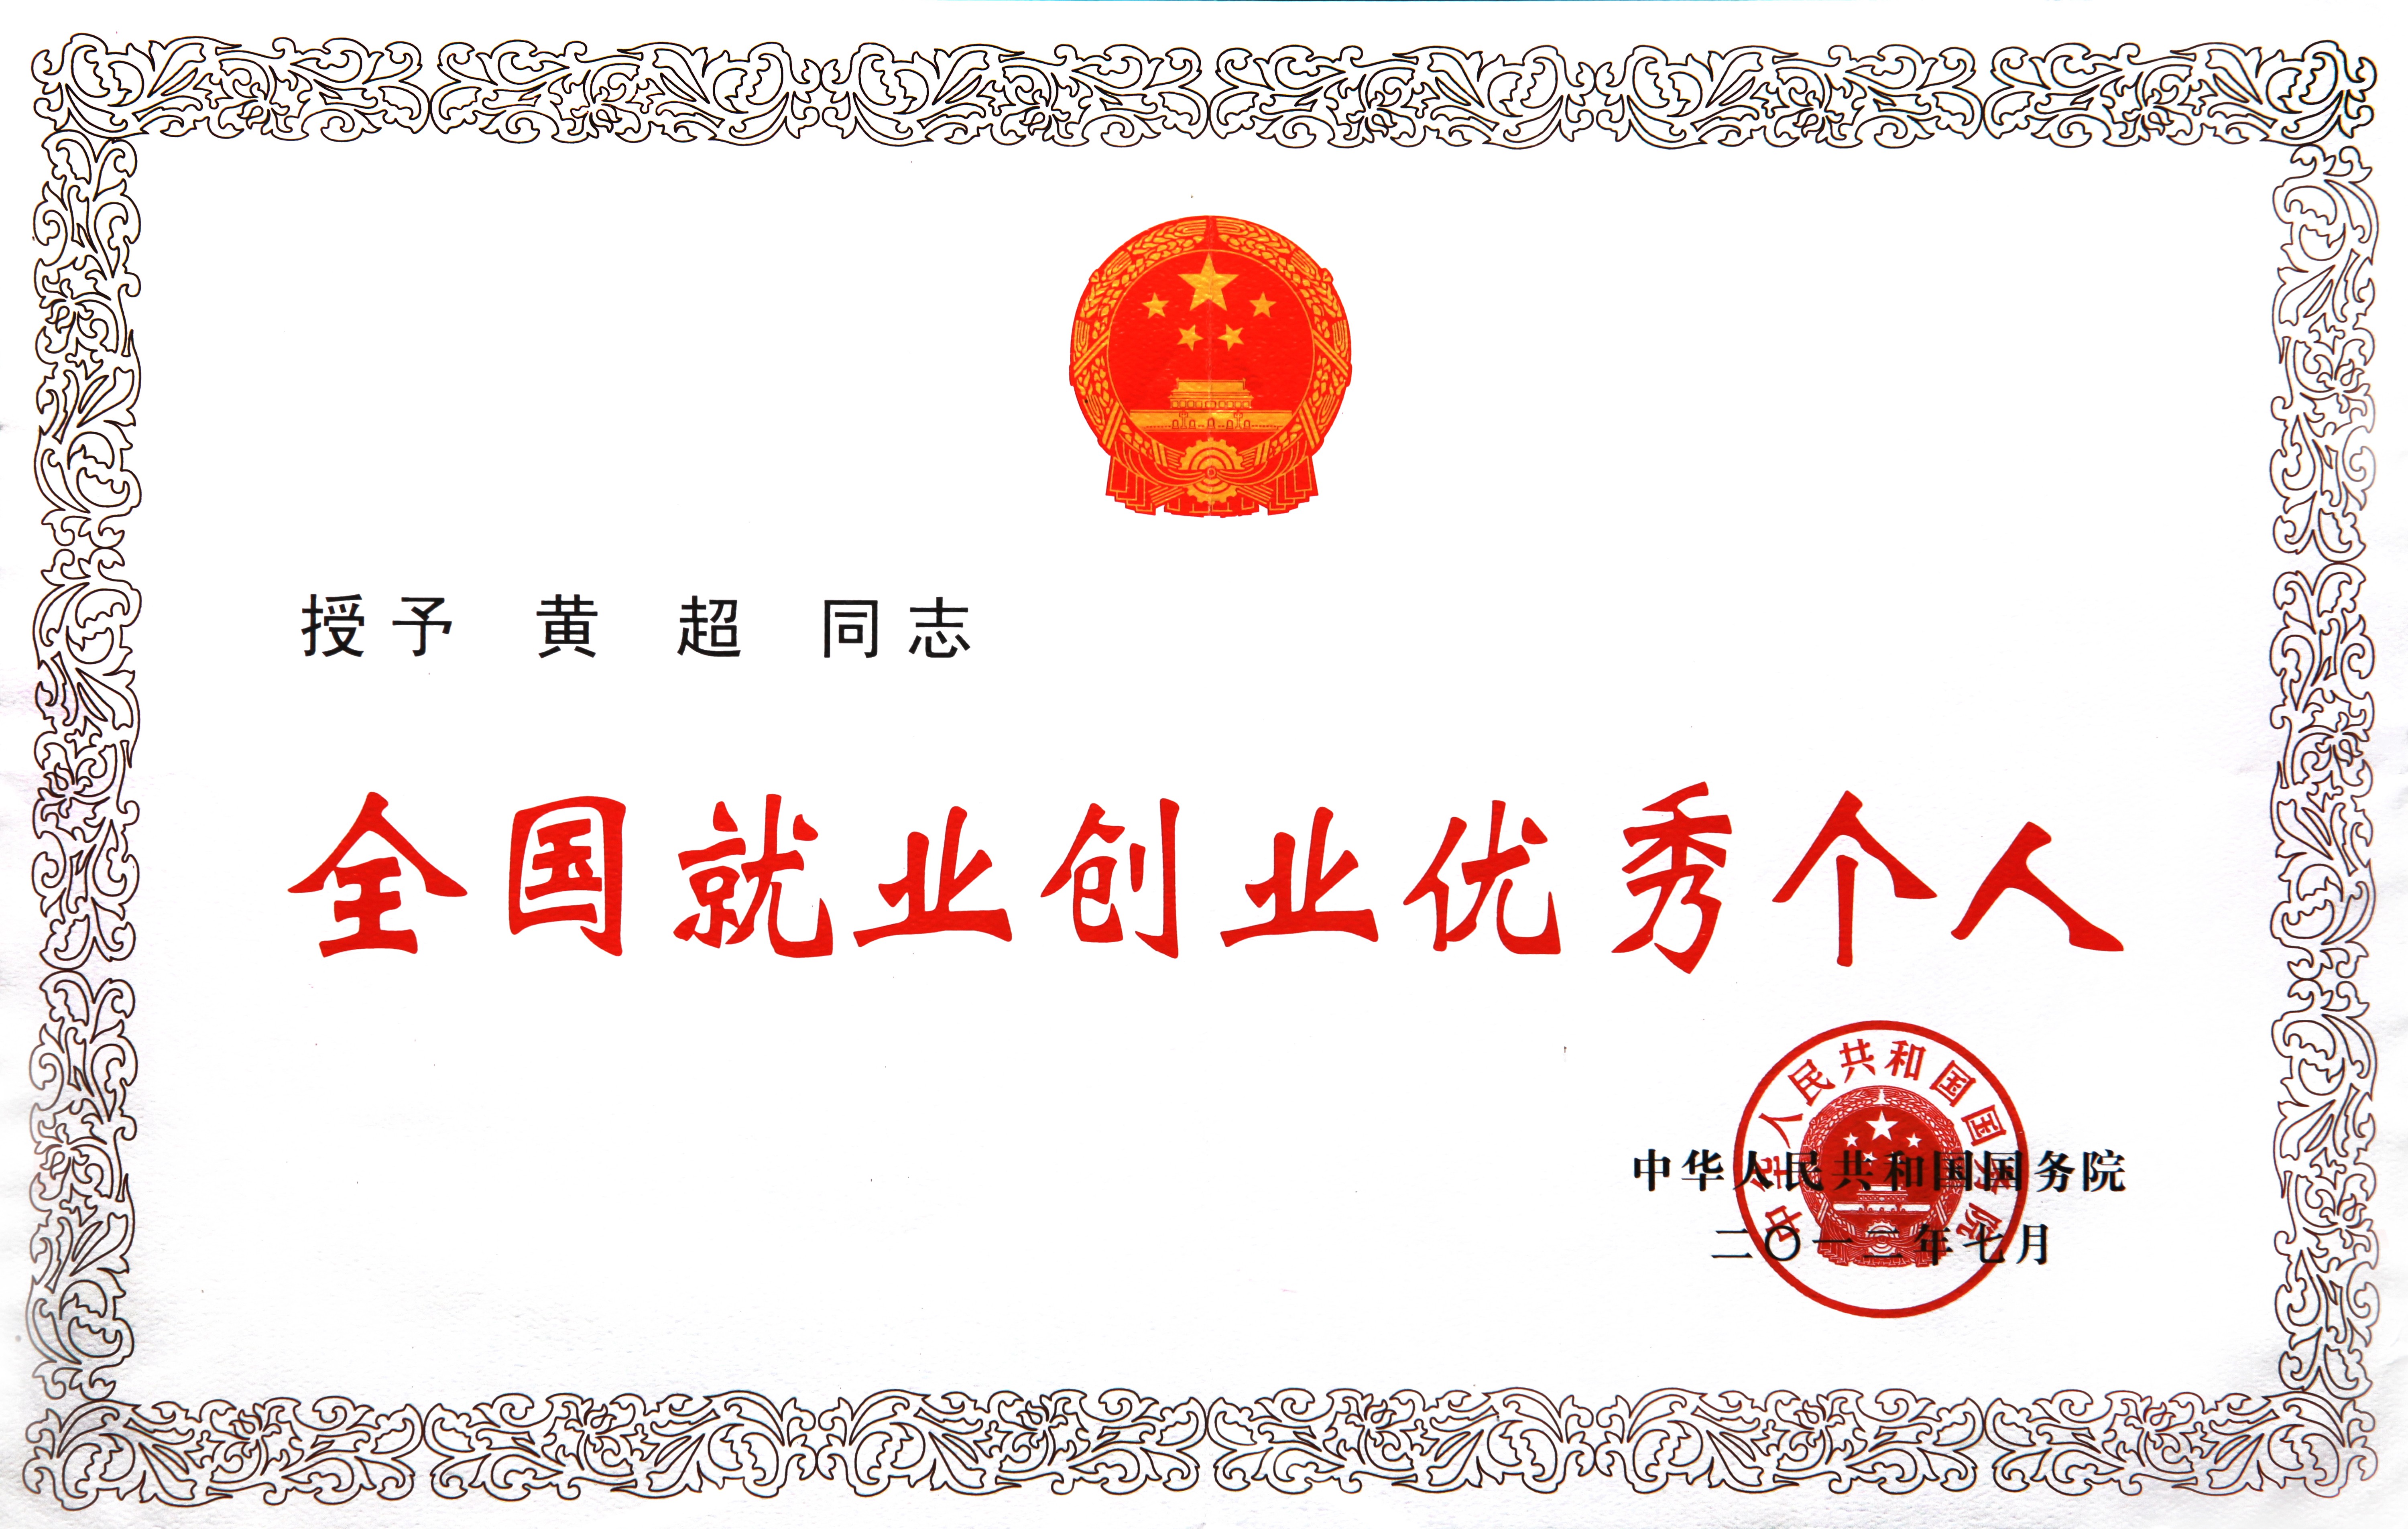 授予 黄 超 同志
全国就业创业优秀个人
中华人民共和国国务院
中华人民共和国国务院
二〇一二年七月